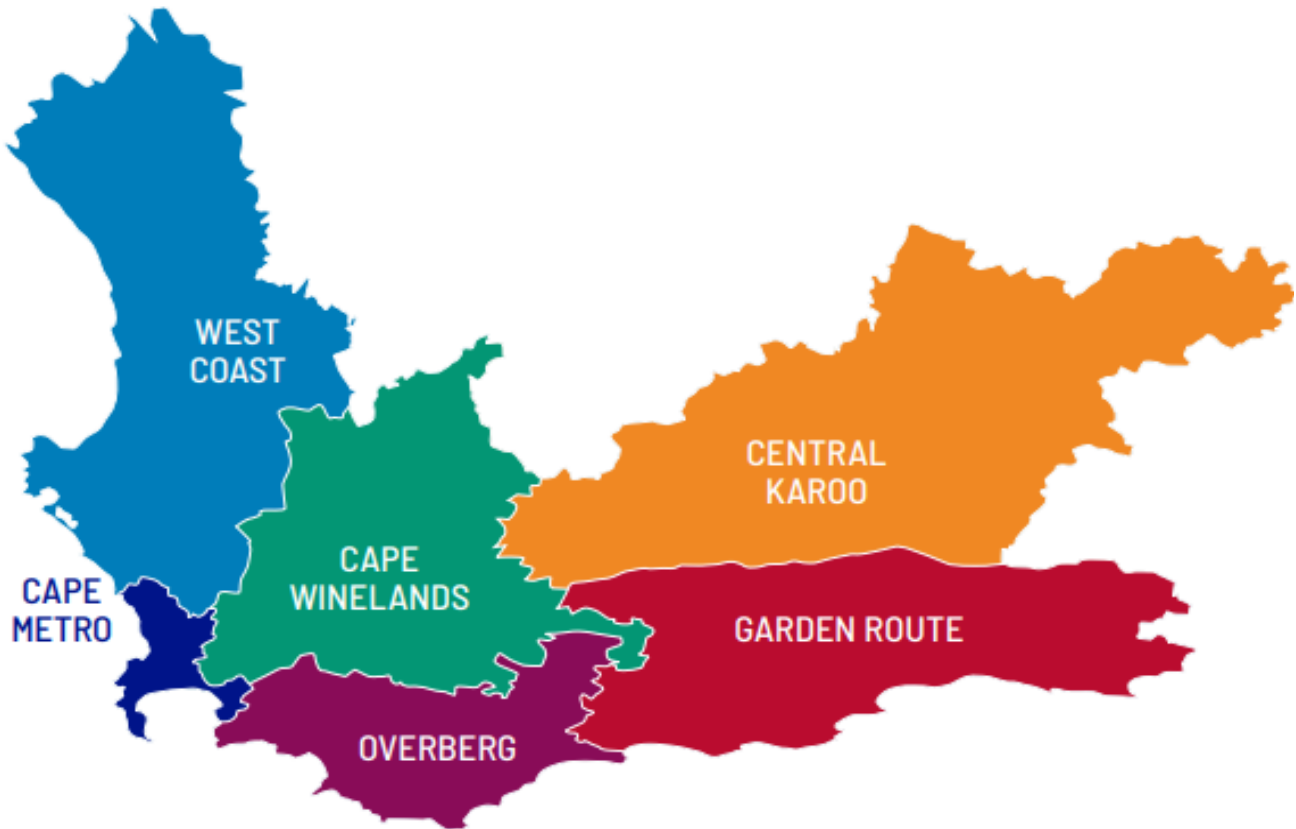 WEST
COAST
CENTRAL
KAROO
CAPE
WINELANDS
CAPE
METRO
GARDEN ROUTE
OVERBERG